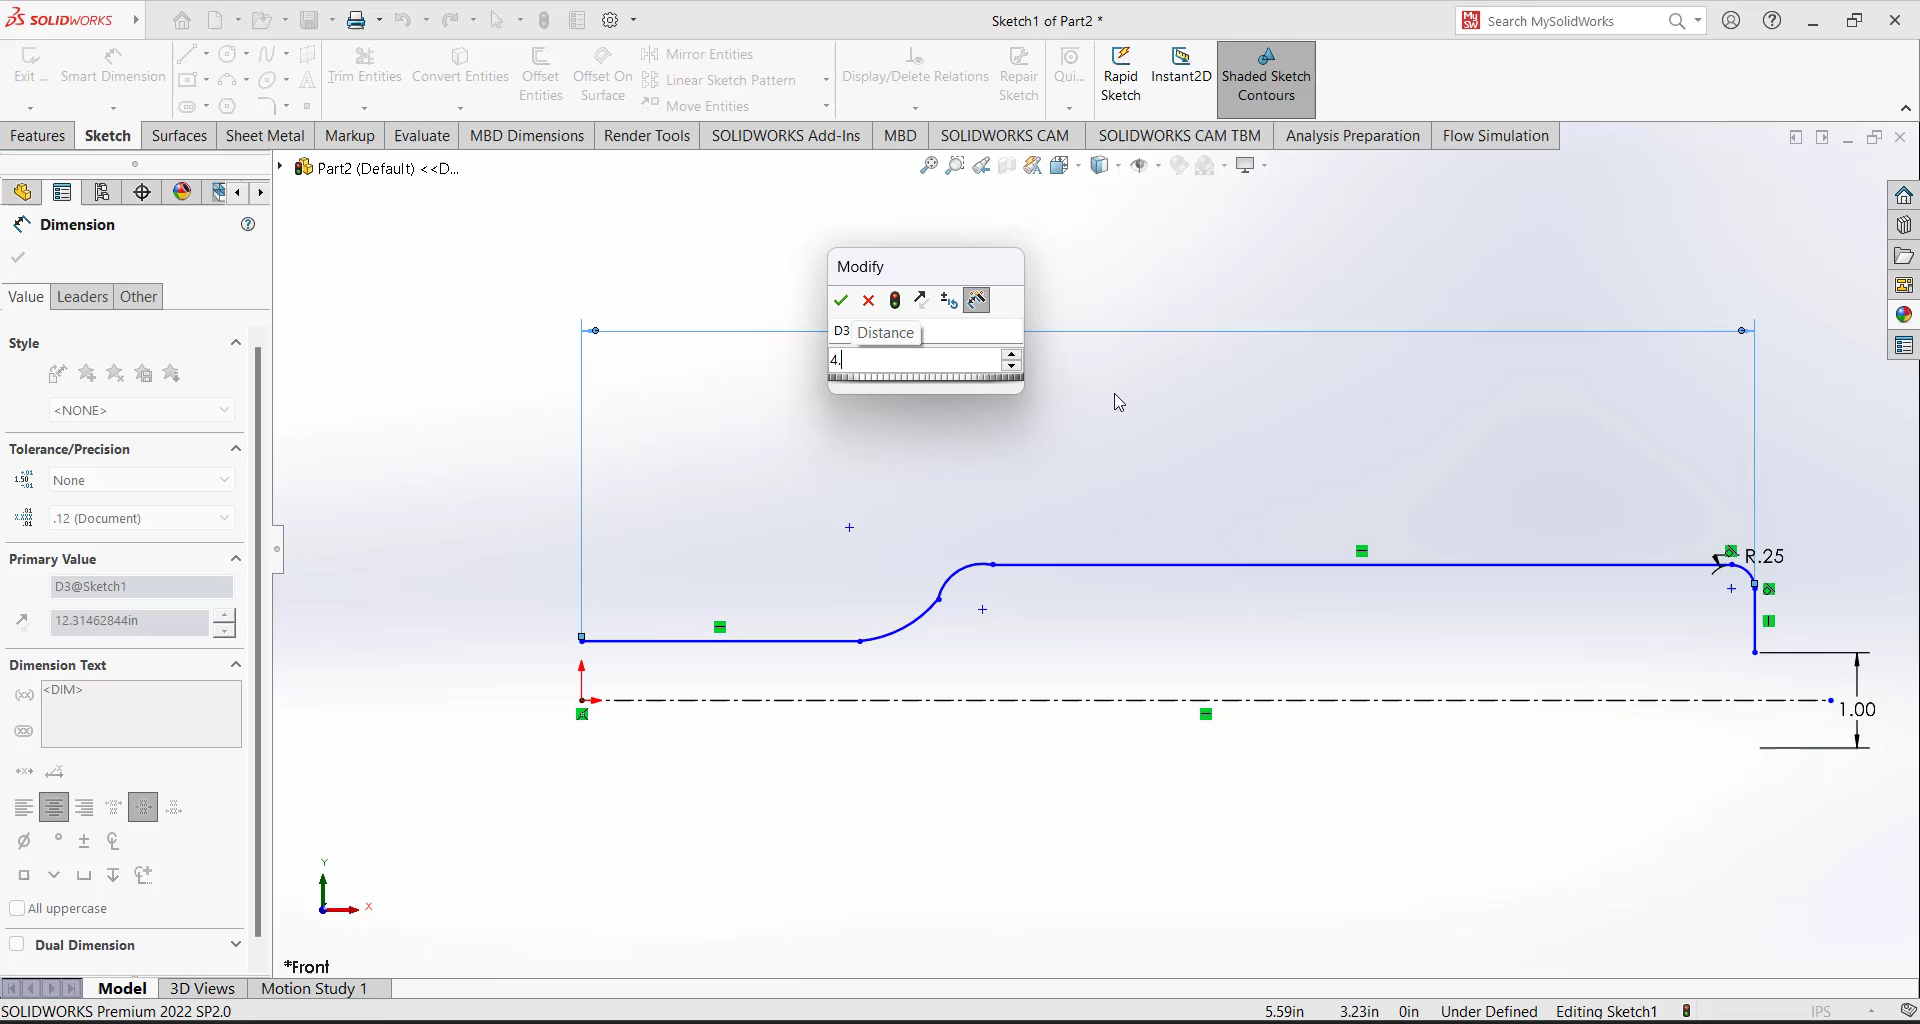 SOLIDWORKS
Sketch1 of Part2 *
Search MySolidWorks
Exit ...
Smart Dimension
Trim Entities
Convert Entities
Offset Entities
Offset On Surface
Mirror Entities
Linear Sketch Pattern
Move Entities
Display/Delete Relations
Repair Sketch
Qui...
Rapid Sketch
Instant2D
Shaded Sketch Contours
Features
Sketch
Surfaces
Sheet Metal
Markup
Evaluate
MBD Dimensions
Render Tools
SOLIDWORKS Add-Ins
MBD
SOLIDWORKS CAM
SOLIDWORKS CAM TBM
Analysis Preparation
Flow Simulation
Part2 (Default) <<D...
Dimension
Value
Leaders
Other
Style
<NONE>
Tolerance/Precision
None
.12 (Document)
Primary Value
D3@Sketch1
12.31462844in
Dimension Text
<DIM>
All uppercase
Dual Dimension
Modify
D3
Distance
4.
R.25
1.00
Y
X
*Front
Model
3D Views
Motion Study 1
SOLIDWORKS Premium 2022 SP2.0
5.59in
3.23in
0in
Under Defined
Editing Sketch1
IPS